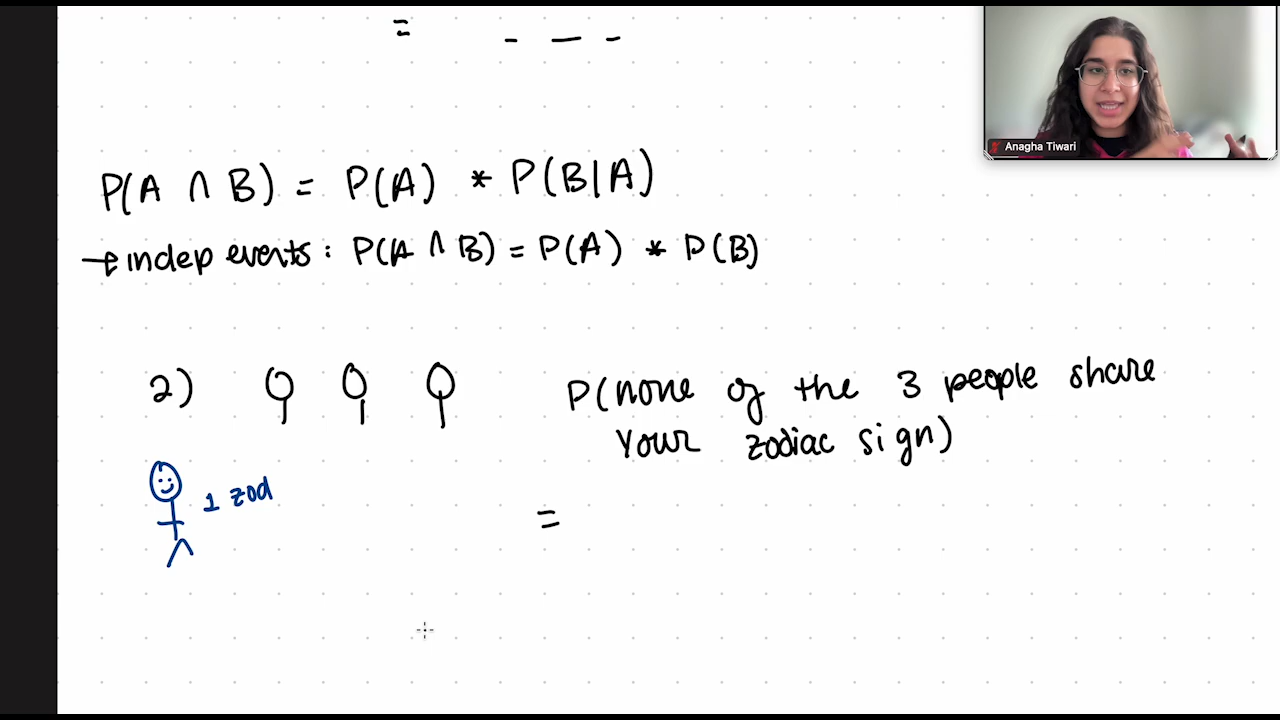 = - - -
Anagha Tiwari
P(A ∩ B) = P(A) * P(B|A)
→ indep events: P(A ∩ B) = P(A) * P(B)
2) P(none of the 3 people share
your zodiac sign)
1 zod
=